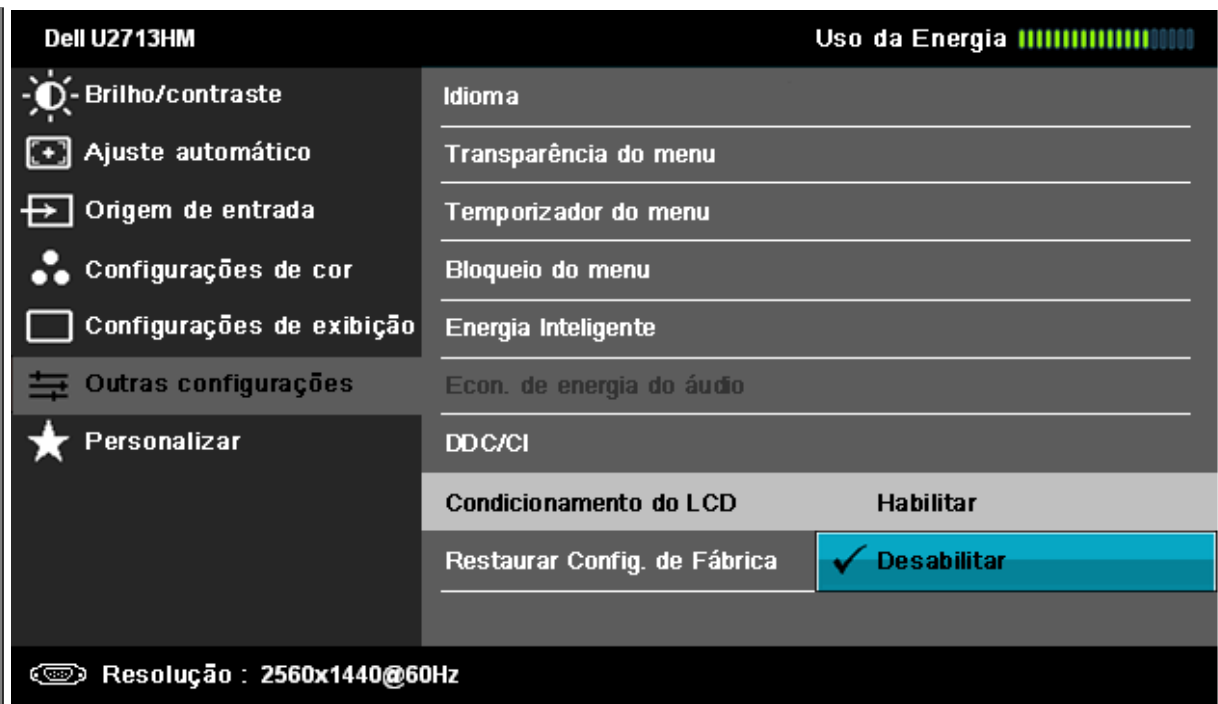 Dell U2713HM
Uso da Energia
Brilho/contraste
Ajuste automático
Origem de entrada
Configurações de cor
Configurações de exibição
Outras configurações
Personalizar
Idioma
Transparência do menu
Temporizador do menu
Bloqueio do menu
Energia Inteligente
Econ. de energia do áudio
DDC/CI
Condicionamento do LCD Habilitar
Restaurar Config. de Fábrica Desabilitar
Resolução : 2560x1440@60Hz